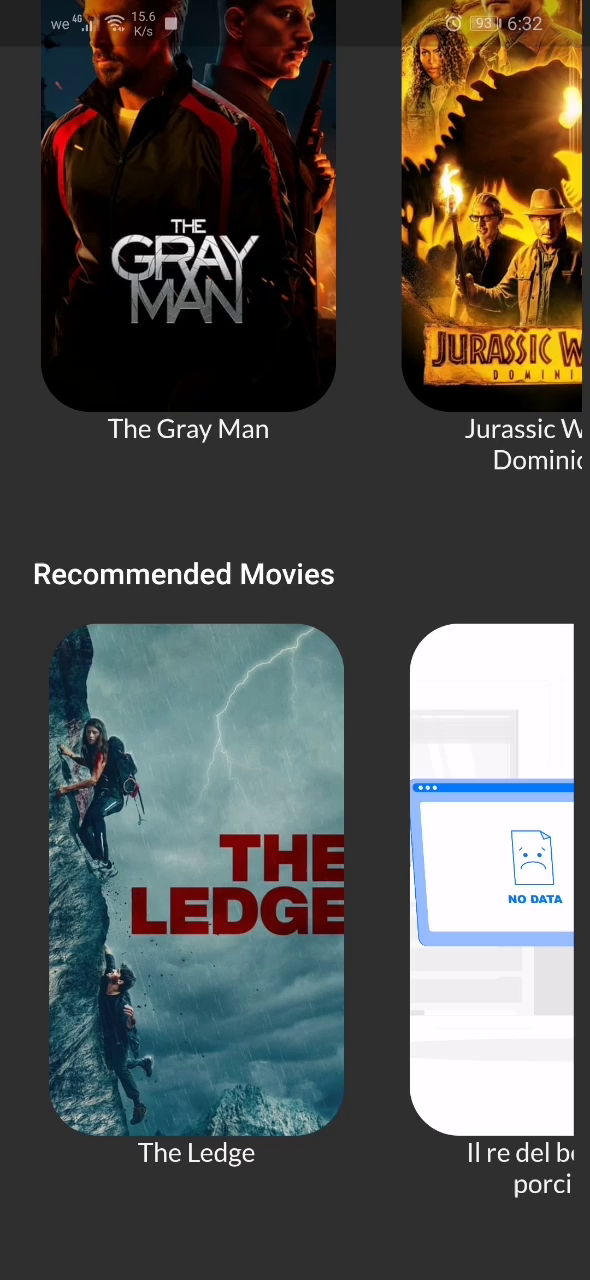 we 4G 15.6 K/s 93 6:32
THE
GRAY
MAN
JURASSIC W
DOMINI
The Gray Man
Jurassic W
Dominic
Recommended Movies
THE
LEDGE
NO DATA
The Ledge
Il re del bo
porci